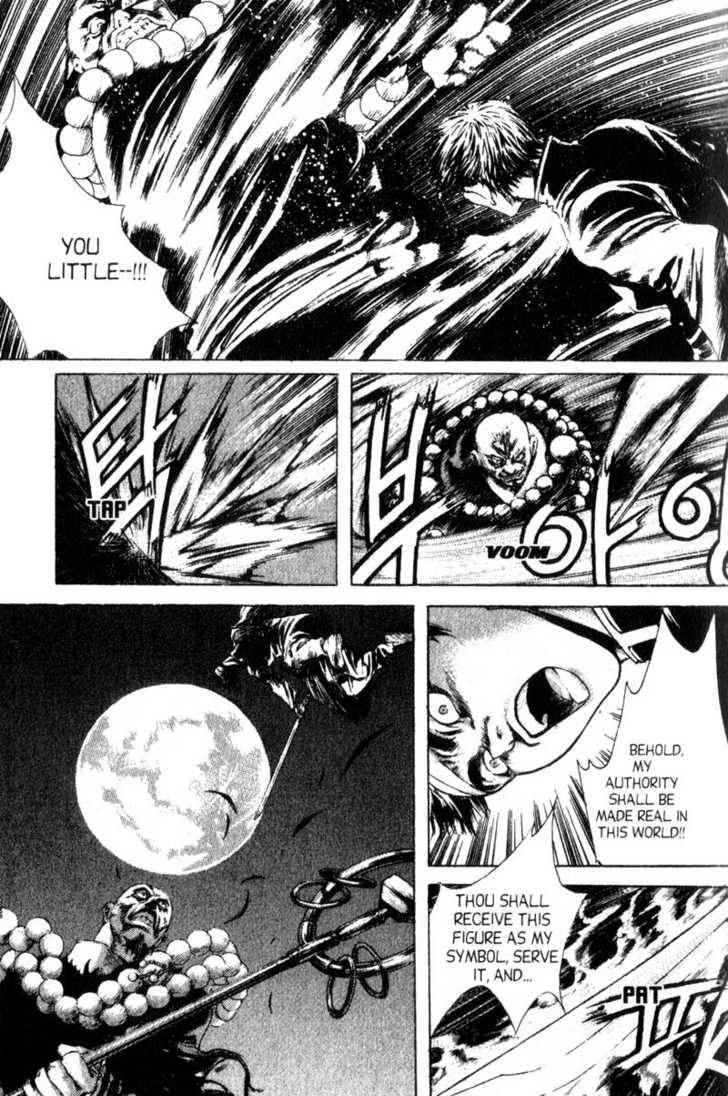 YOU
LITTLE--!!!
탁
TAP
VOOM
BEHOLD,
MY
AUTHORITY
SHALL BE
MADE REAL IN
THIS WORLD!!
THOU SHALL
RECEIVE THIS
FIGURE AS MY
SYMBOL, SERVE
IT, AND...
PAT